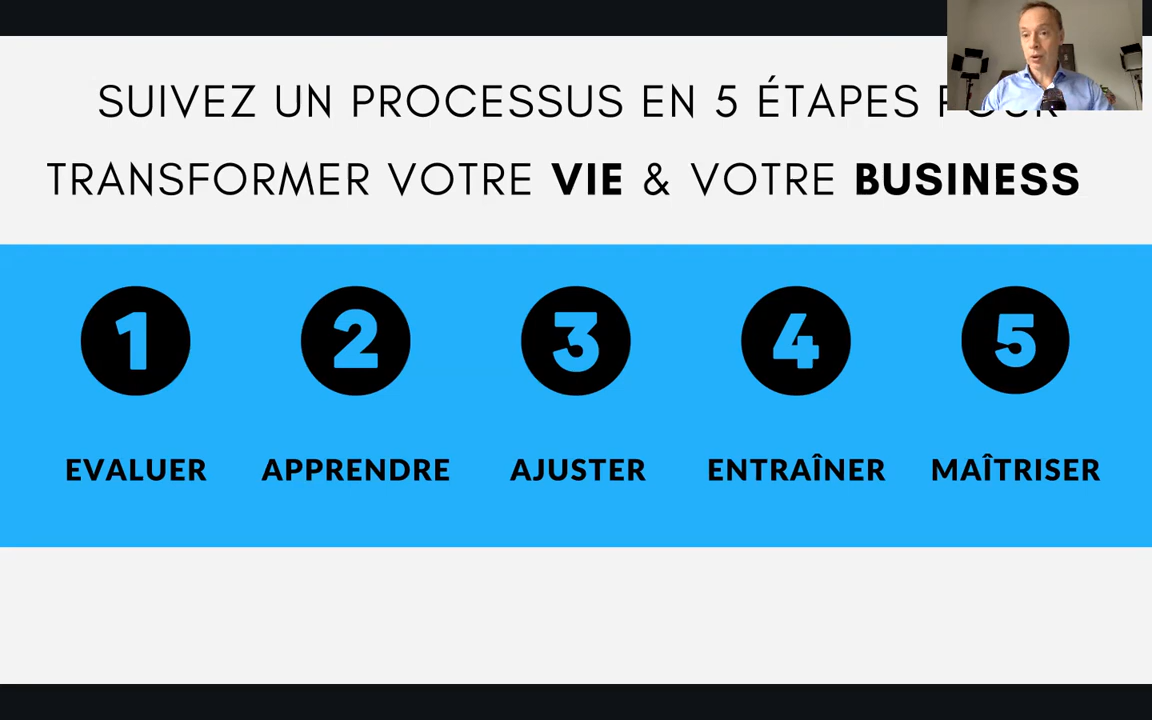 SUIVEZ UN PROCESSUS EN 5 ÉTAPES
TRANSFORMER VOTRE VIE & VOTRE BUSINESS
1 2 3 4 5
EVALUER APPRENDRE AJUSTER ENTRAÎNER MAÎTRISER